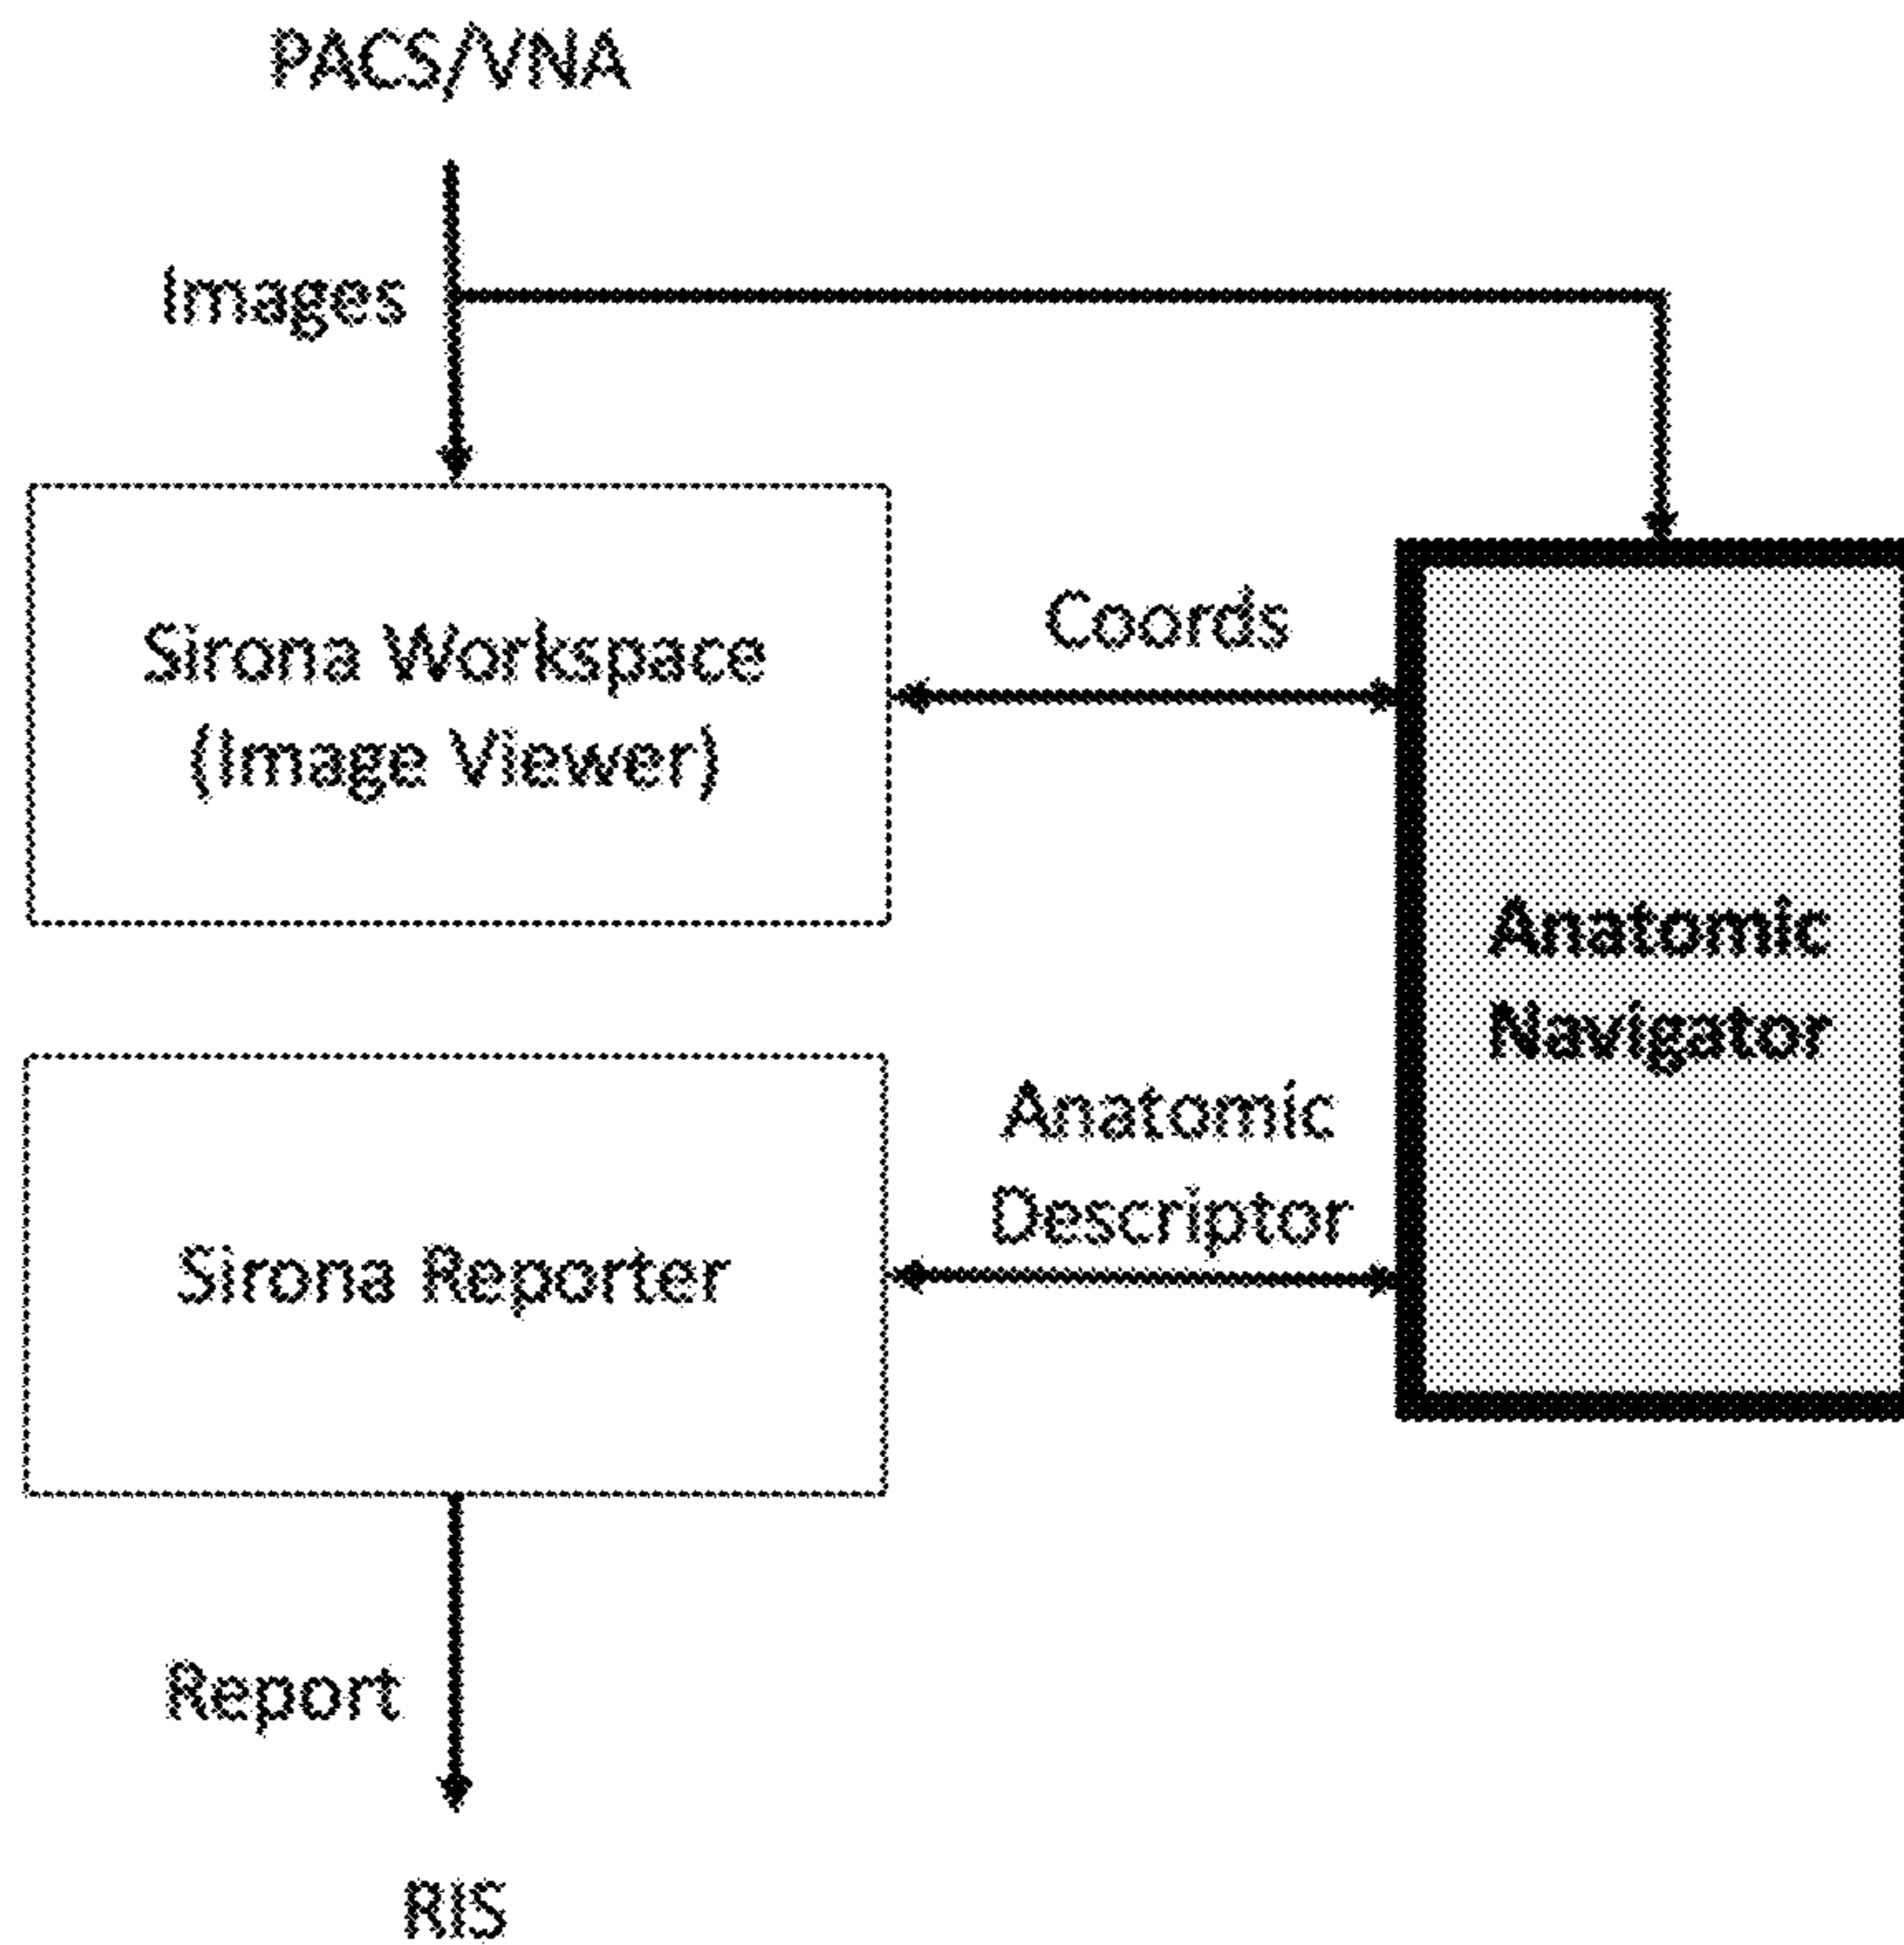 PACS/VNA
Images
Sirona Workspace
(Image Viewer)
Coords
Anatomic
Navigator
Anatomic
Descriptor
Sirona Reporter
Report
RIS